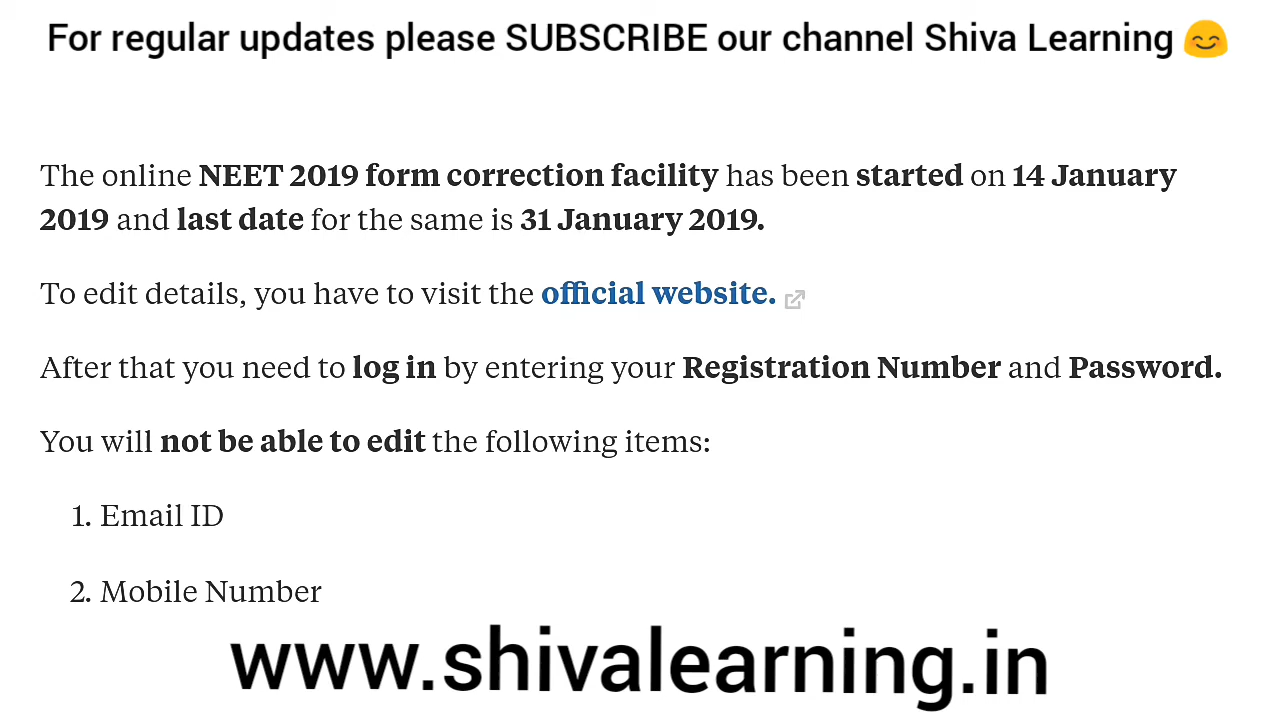 For regular updates please SUBSCRIBE our channel Shiva Learning 😊
The online NEET 2019 form correction facility has been started on 14 January
2019 and last date for the same is 31 January 2019.
To edit details, you have to visit the official website.
After that you need to log in by entering your Registration Number and Password.
You will not be able to edit the following items:
1. Email ID
2. Mobile Number
www.shivalearning.in